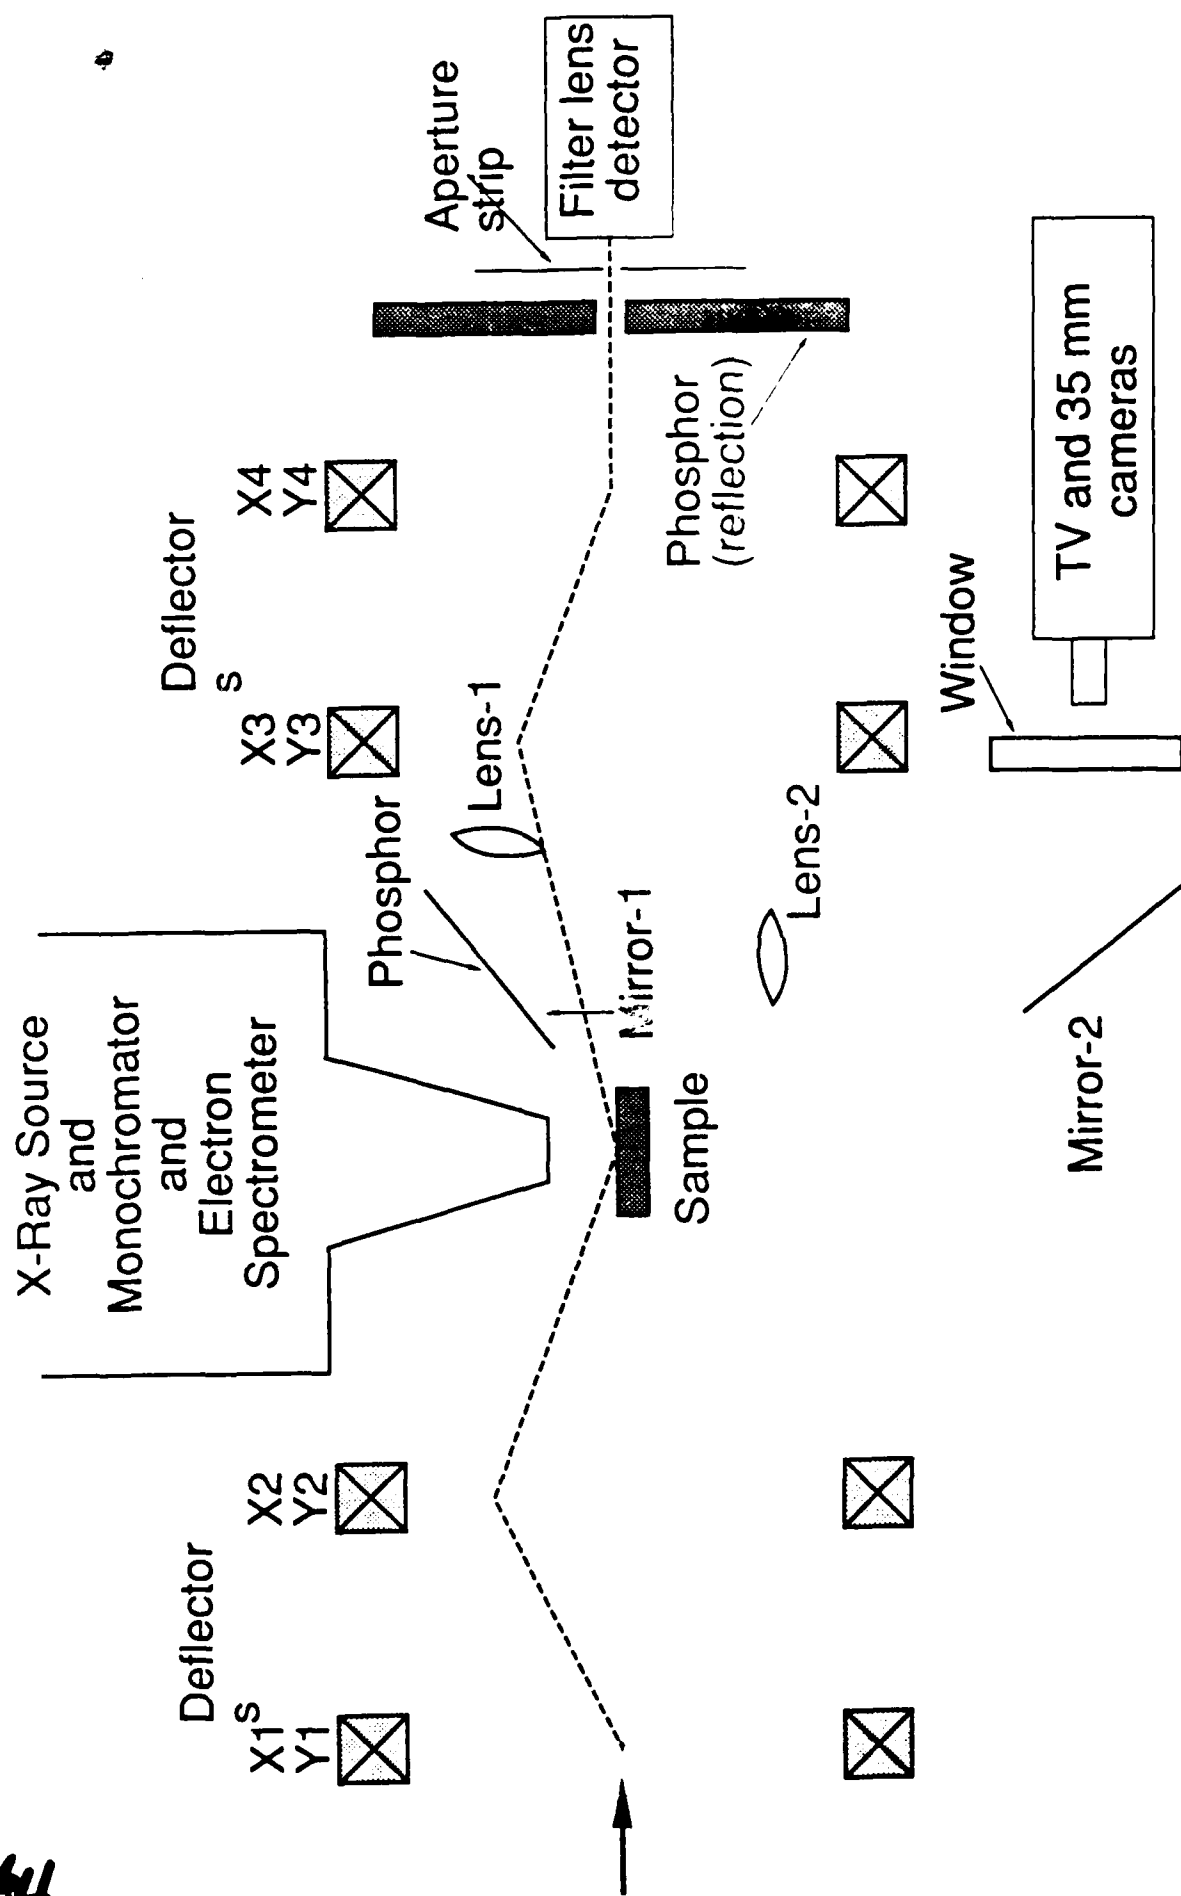 X-Ray Source
and
Monochromator
and
Electron
Spectrometer
Deflector
s
X1
Y1
X2
Y2
Deflector
s
X3
Y3
X4
Y4
Aperture
strip
Filter lens
detector
Phosphor
Lens-1
Mirror-1
Sample
Phosphor
(reflection)
Lens-2
Window
TV and 35 mm
cameras
Mirror-2